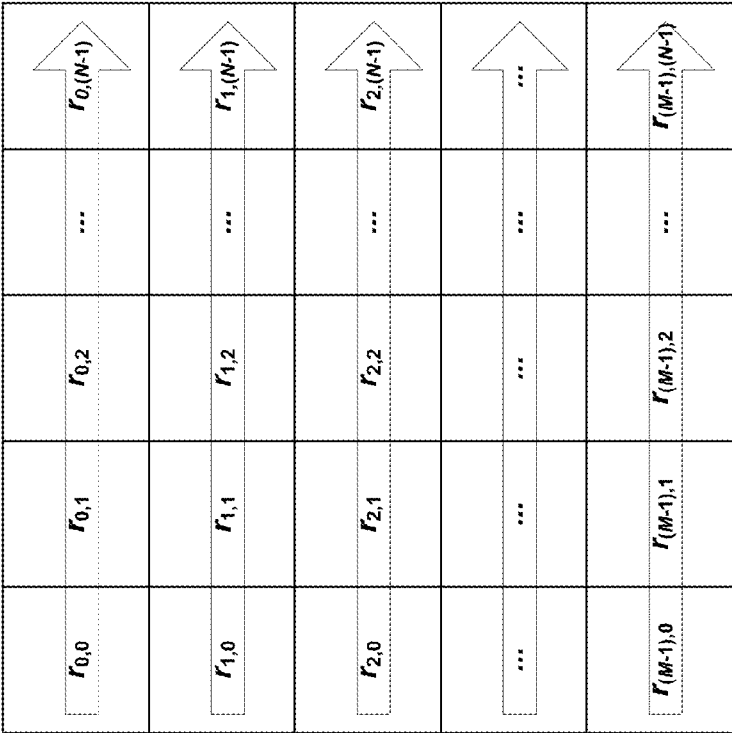 r0,0 r0,1 r0,2 ... r0,(N-1)
r1,0 r1,1 r1,2 ... r1,(N-1)
r2,0 r2,1 r2,2 ... r2,(N-1)
... ... ... ... ...
r(M-1),0 r(M-1),1 r(M-1),2 ... r(M-1),(N-1)